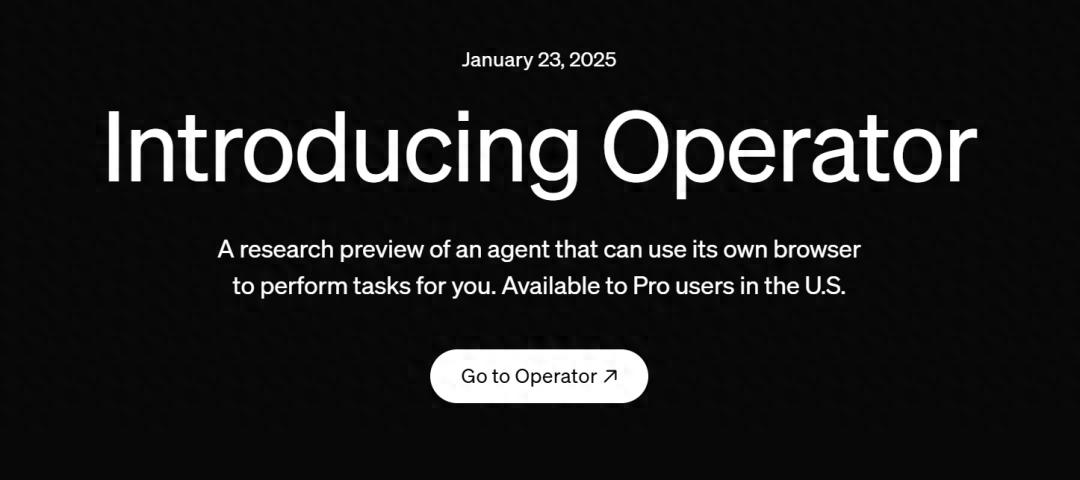 January 23, 2025
Introducing Operator
A research preview of an agent that can use its own browser
to perform tasks for you. Available to Pro users in the U.S.
Go to Operator ↗